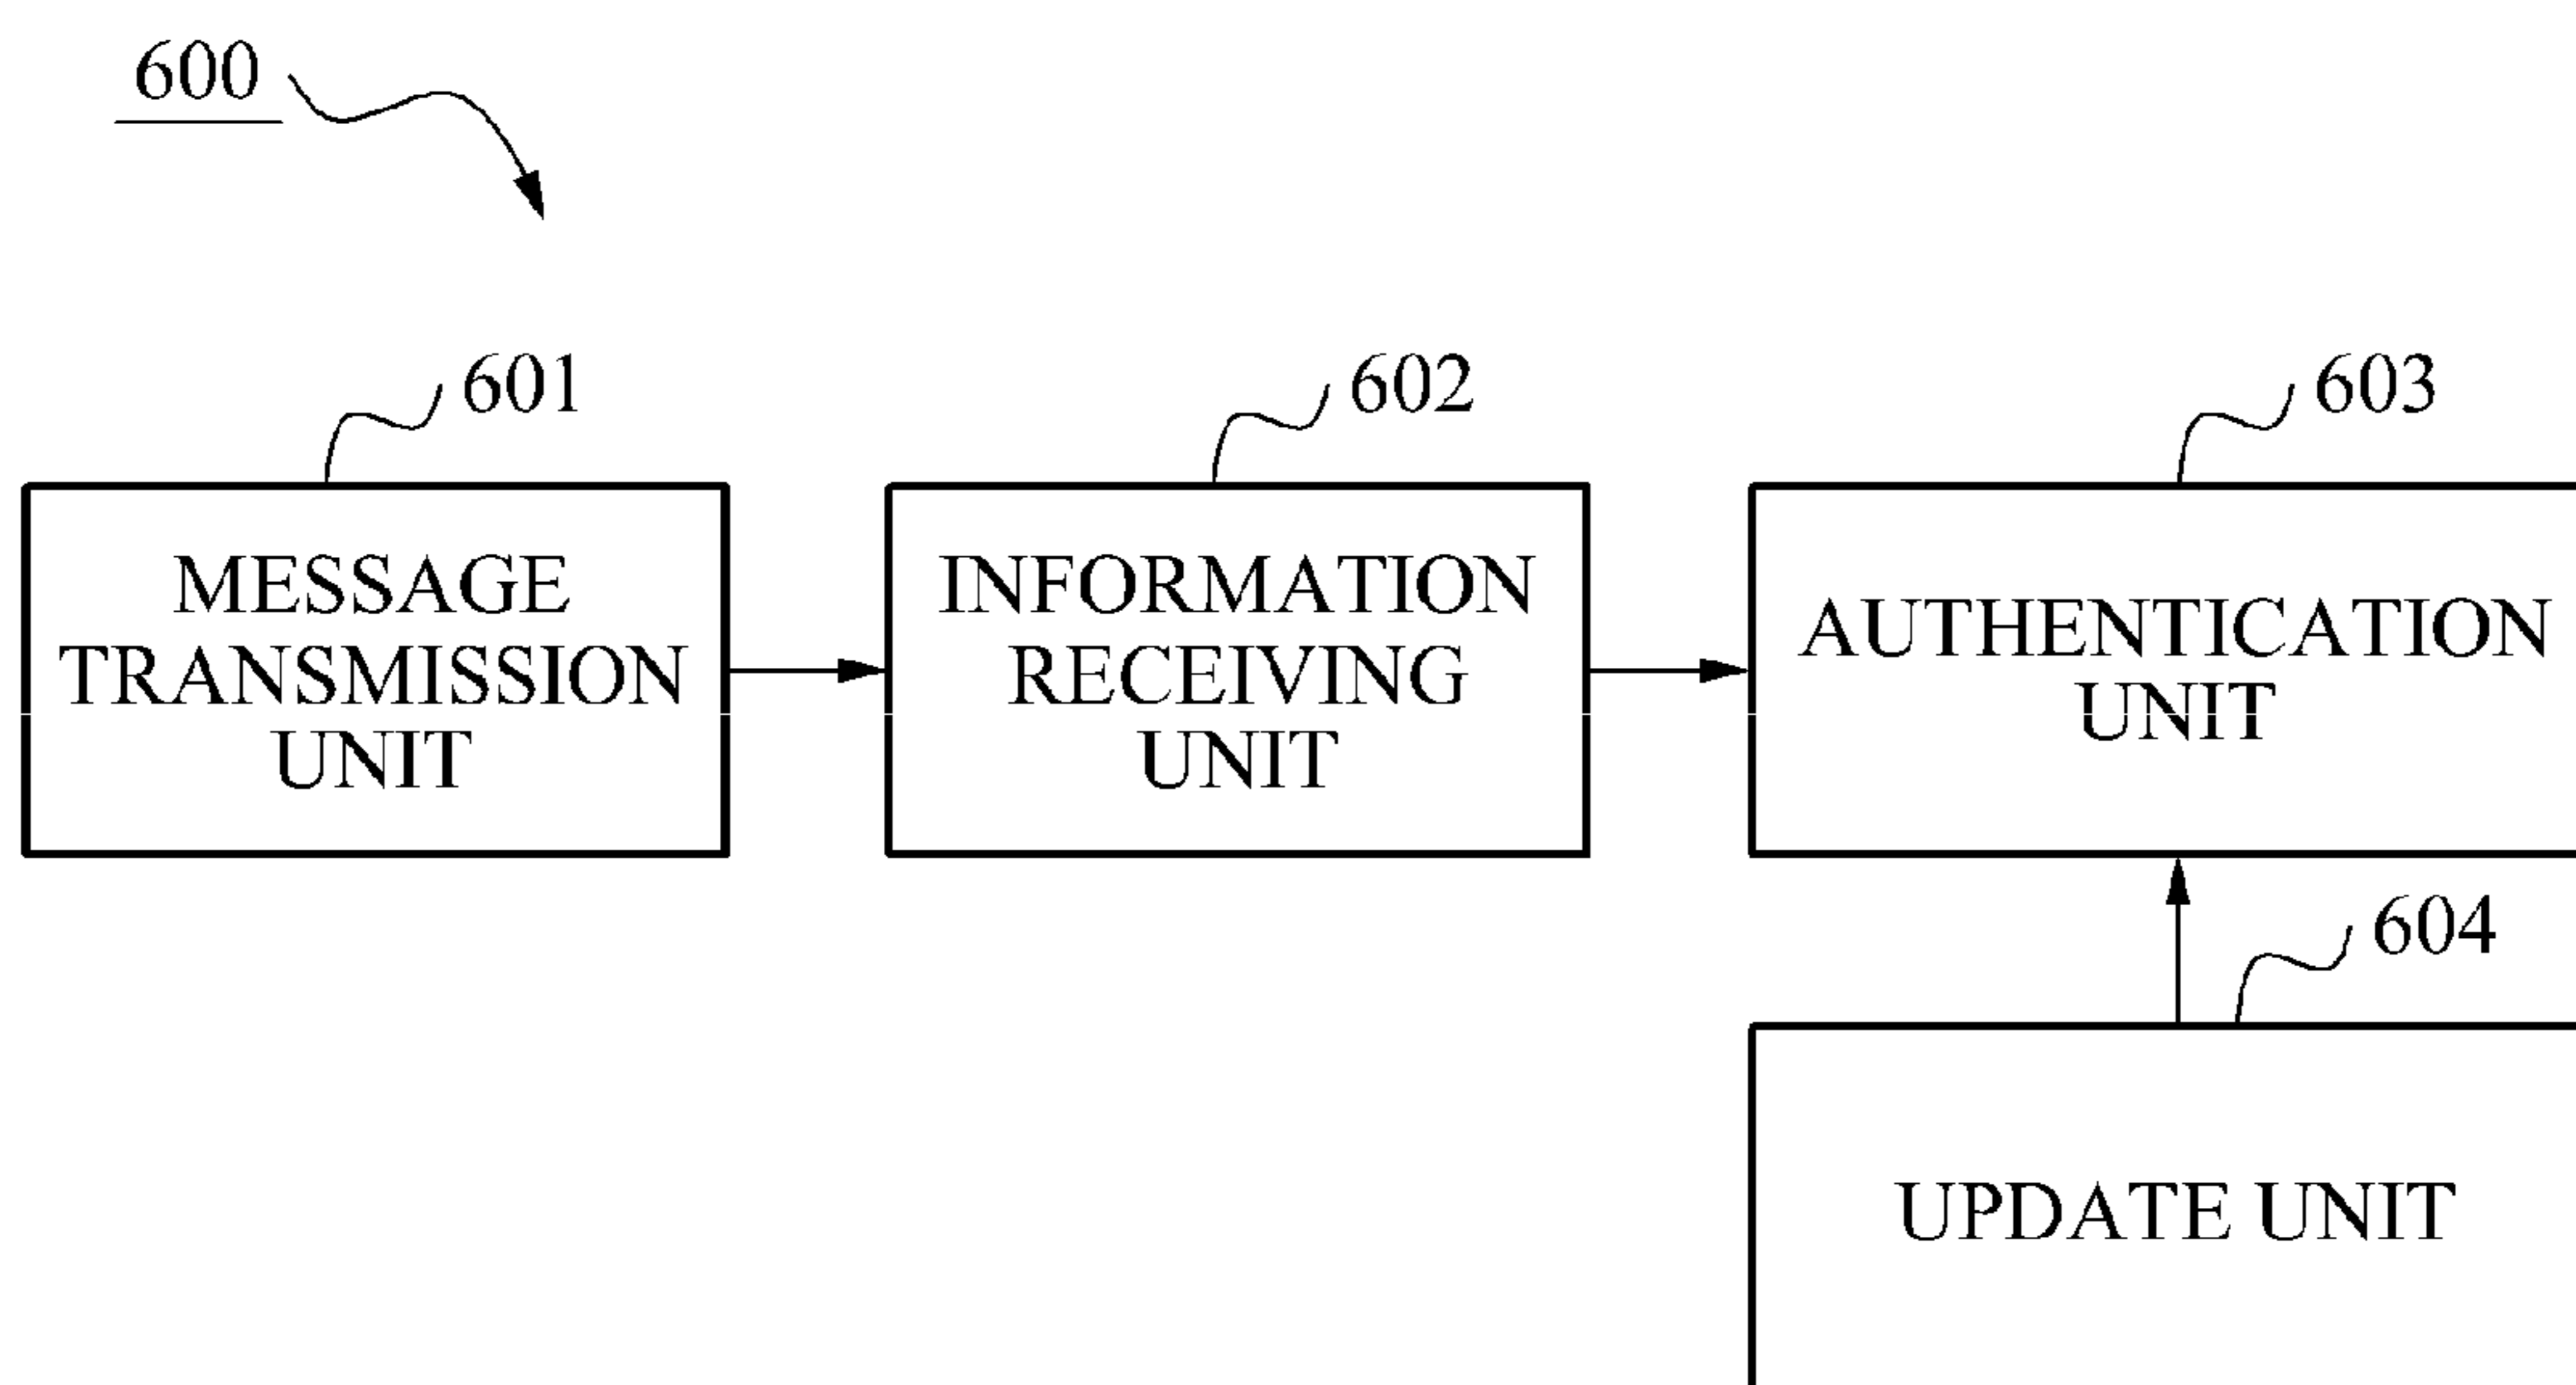 600
601
602
603
MESSAGE
TRANSMISSION
UNIT
INFORMATION
RECEIVING
UNIT
AUTHENTICATION
UNIT
604
UPDATE UNIT